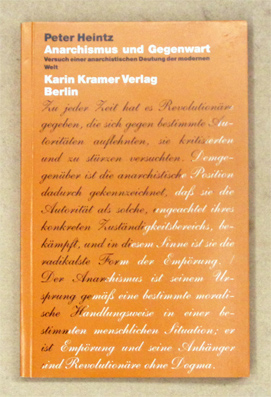 Peter Heintz
Anarchismus und Gegenwart
Versuch einer anarchistischen Deutung der modernen
Welt
Karin Kramer Verlag
Berlin
Zu jeder Zeit hat es Revolutionäre
gegeben, die sich gegen bestimmte Au-
toritäten auflehnten, sie kritisierten
und zu stürzen versuchten. Demge-
genüber ist die anarchistische Position
dadurch gekennzeichnet, daß sie die
Autorität als solche, ungeachtet ihres
konkreten Zuständigkeitsbereichs, be-
kämpft, und in diesem Sinne ist sie die
radikalste Form der Empörung. /
Der Anarchismus ist seinem Ur-
sprung gemäß eine bestimmte morali-
sche Handlungsweise in einer be-
stimmten menschlichen Situation; er
ist Empörung und seine Anhänger
sind Revolutionäre ohne Dogma.